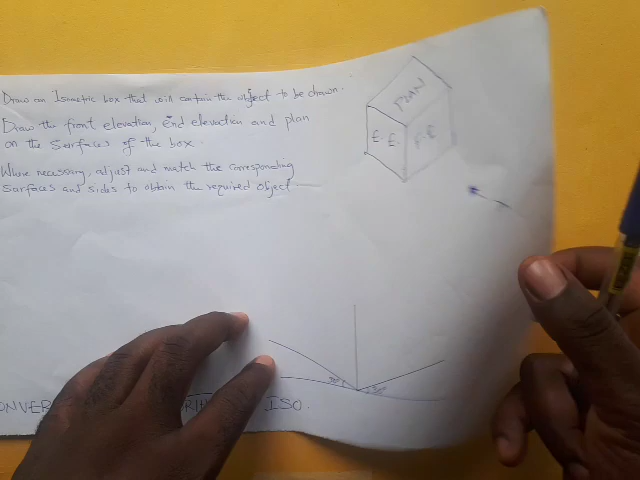 Draw an Isometric box that will contain the object to be drawn.
Draw the front elevation, end elevation and plan
on the surfaces of the box.
Where necessary, adjust and match the corresponding
surfaces and sides to obtain the required object.
PLAN
E. E.
F. E
30°
30°
ISO.